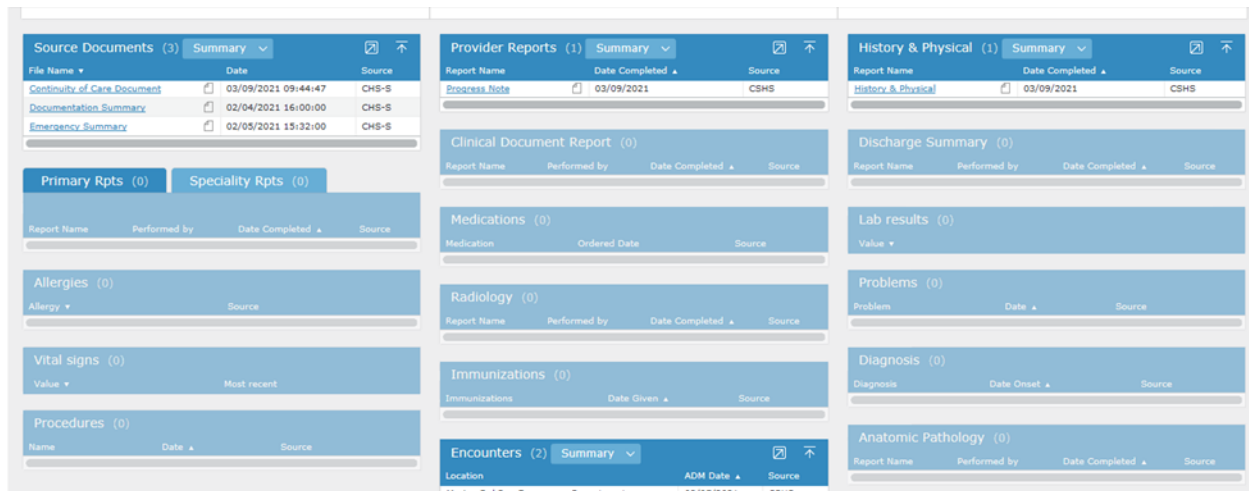 Source Documents (3) Summary
File Name ▼ Date Source
Continuity of Care Document 03/09/2021 09:44:47 CHS-S
Documentation Summary 02/04/2021 16:00:00 CHS-S
Emergency Summary 02/05/2021 15:32:00 CHS-S
Primary Rpts (0) Speciality Rpts (0)
Report Name Performed by Date Completed ▲ Source
Allergies (0)
Allergy ▼ Source
Vital signs (0)
Value ▼ Most recent
Procedures (0)
Name Date ▲ Source
Provider Reports (1) Summary
Report Name Date Completed ▲ Source
Progress Note 03/09/2021 CSHS
Clinical Document Report (0)
Report Name Performed by Date Completed ▲ Source
Medications (0)
Medication Ordered Date Source
Radiology (0)
Report Name Performed by Date Completed ▲ Source
Immunizations (0)
Immunizations Date Given ▲ Source
Encounters (2) Summary
Location ADM Date ▲ Source
History & Physical (1) Summary
Report Name Date Completed ▲ Source
History & Physical 03/09/2021 CSHS
Discharge Summary (0)
Report Name Performed by Date Completed ▲ Source
Lab results (0)
Value ▼
Problems (0)
Problem Date ▲ Source
Diagnosis (0)
Diagnosis Date Onset ▲ Source
Anatomic Pathology (0)
Report Name Performed by Date Completed ▲ Source